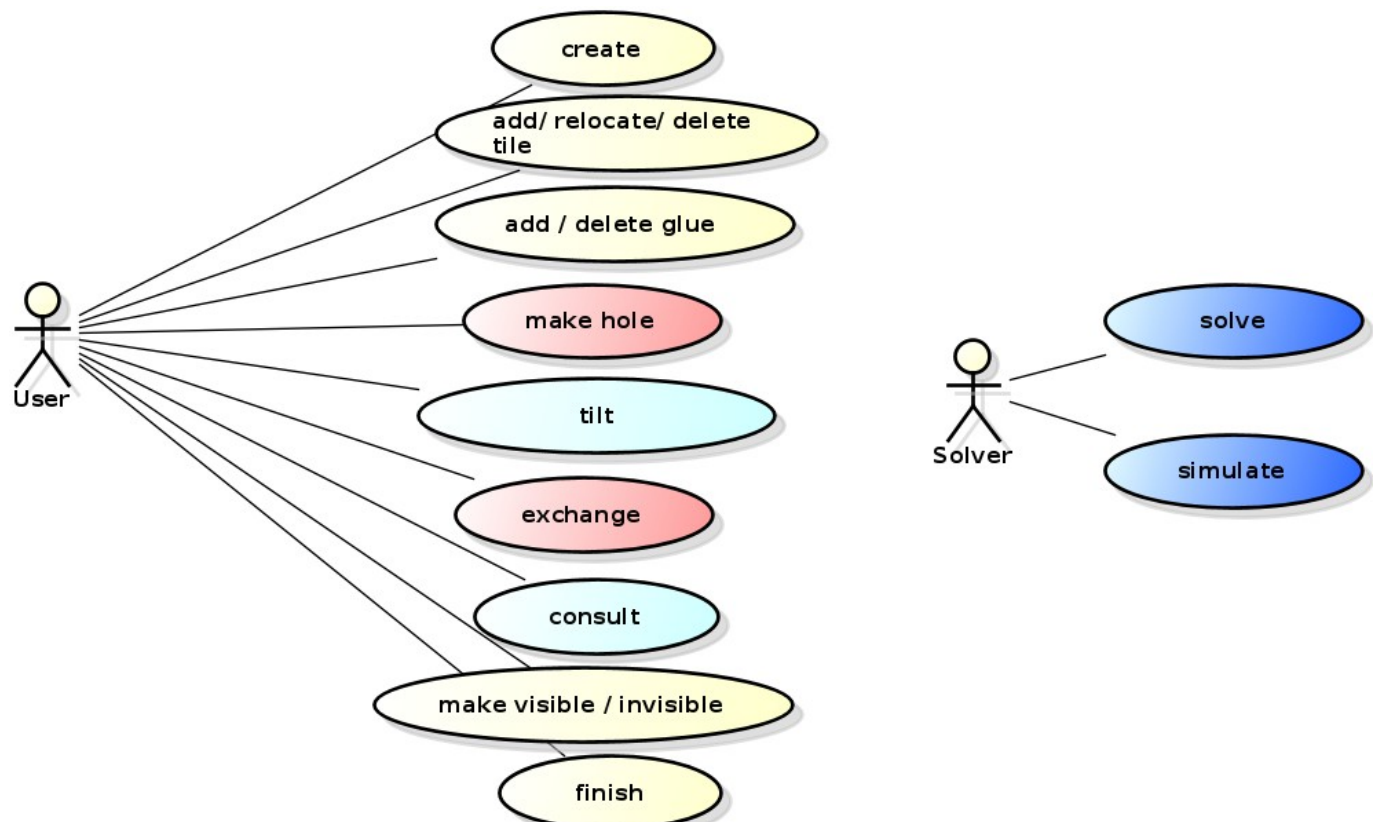 create
add/ relocate/ delete
tile
add / delete glue
make hole
tilt
exchange
consult
make visible / invisible
finish
User
solve
simulate
Solver